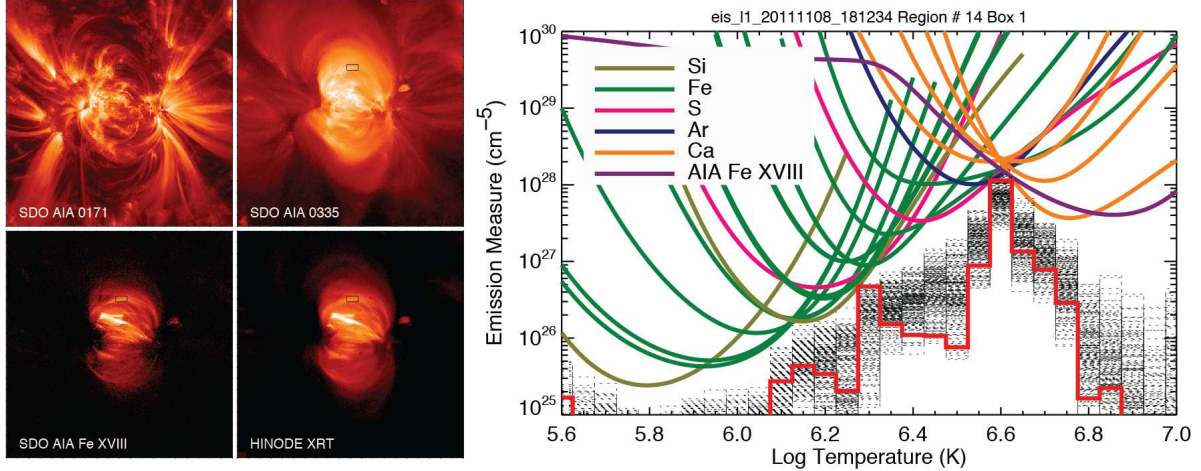 SDO AIA 0171
SDO AIA 0335
SDO AIA Fe XVIII
HINODE XRT
eis_l1_20111108_181234 Region # 14 Box 1
Emission Measure (cm⁻⁵)
10³⁰
10²⁹
10²⁸
10²⁷
10²⁶
10²⁵
Si
Fe
S
Ar
Ca
AIA Fe XVIII
5.6 5.8 6.0 6.2 6.4 6.6 6.8 7.0
Log Temperature (K)